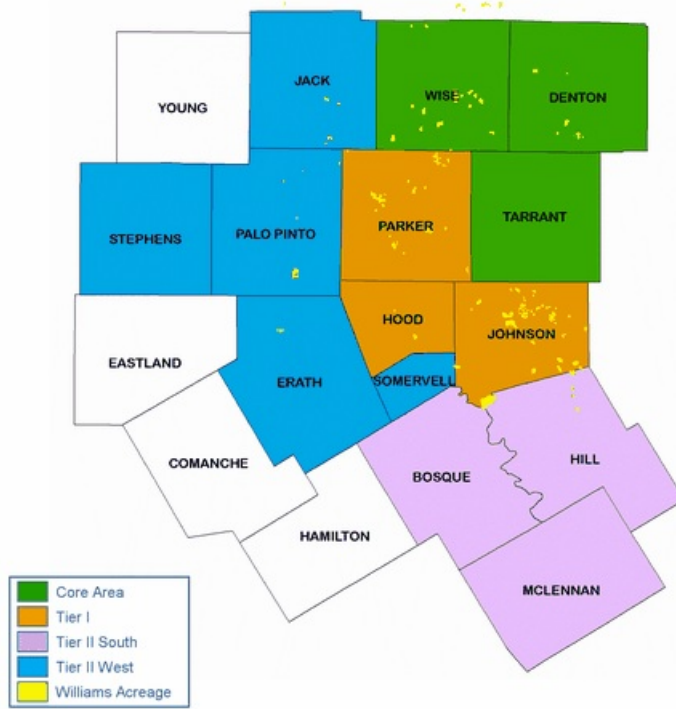 JACK
WISE
DENTON
YOUNG
STEPHENS
PALO PINTO
PARKER
TARRANT
EASTLAND
HOOD
JOHNSON
ERATH
SOMERVELL
COMANCHE
BOSQUE
HILL
HAMILTON
MCLENNAN
Core Area
Tier I
Tier II South
Tier II West
Williams Acreage